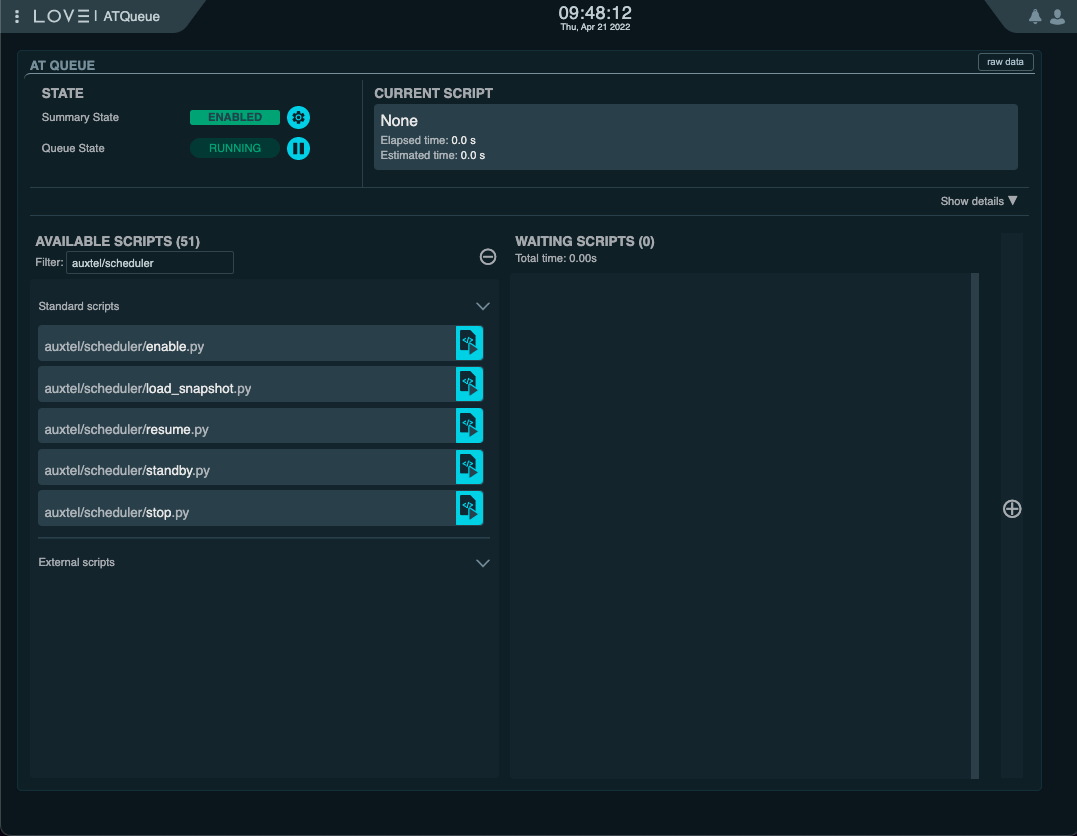 LOVE | ATQueue
09:48:12
Thu, Apr 21 2022
AT QUEUE
raw data
STATE
Summary State
ENABLED
Queue State
RUNNING
CURRENT SCRIPT
None
Elapsed time: 0.0 s
Estimated time: 0.0 s
Show details ▼
AVAILABLE SCRIPTS (51)
Filter: auxtel/scheduler
Standard scripts
auxtel/scheduler/enable.py
auxtel/scheduler/load_snapshot.py
auxtel/scheduler/resume.py
auxtel/scheduler/standby.py
auxtel/scheduler/stop.py
External scripts
WAITING SCRIPTS (0)
Total time: 0.00s